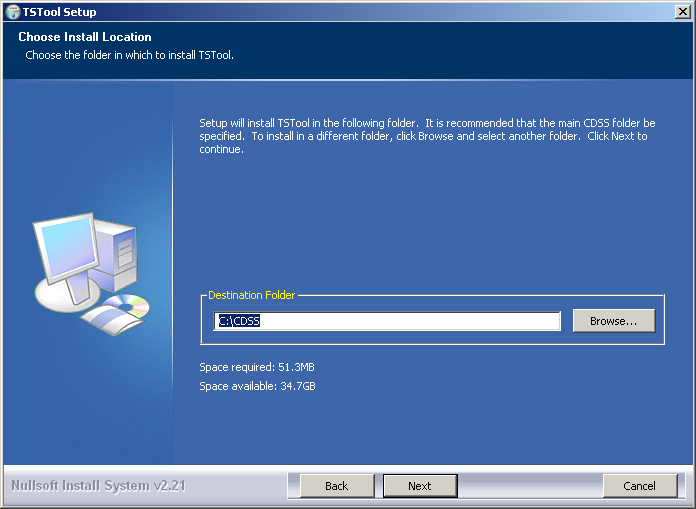 TSTool Setup
Choose Install Location
Choose the folder in which to install TSTool.
Setup will install TSTool in the following folder.  It is recommended that the main CDSS folder be
specified.  To install in a different folder, click Browse and select another folder.  Click Next to
continue.
Destination Folder
C:\CDSS
Browse...
Space required: 51.3MB
Space available: 34.7GB
Nullsoft Install System v2.21
Back
Next
Cancel